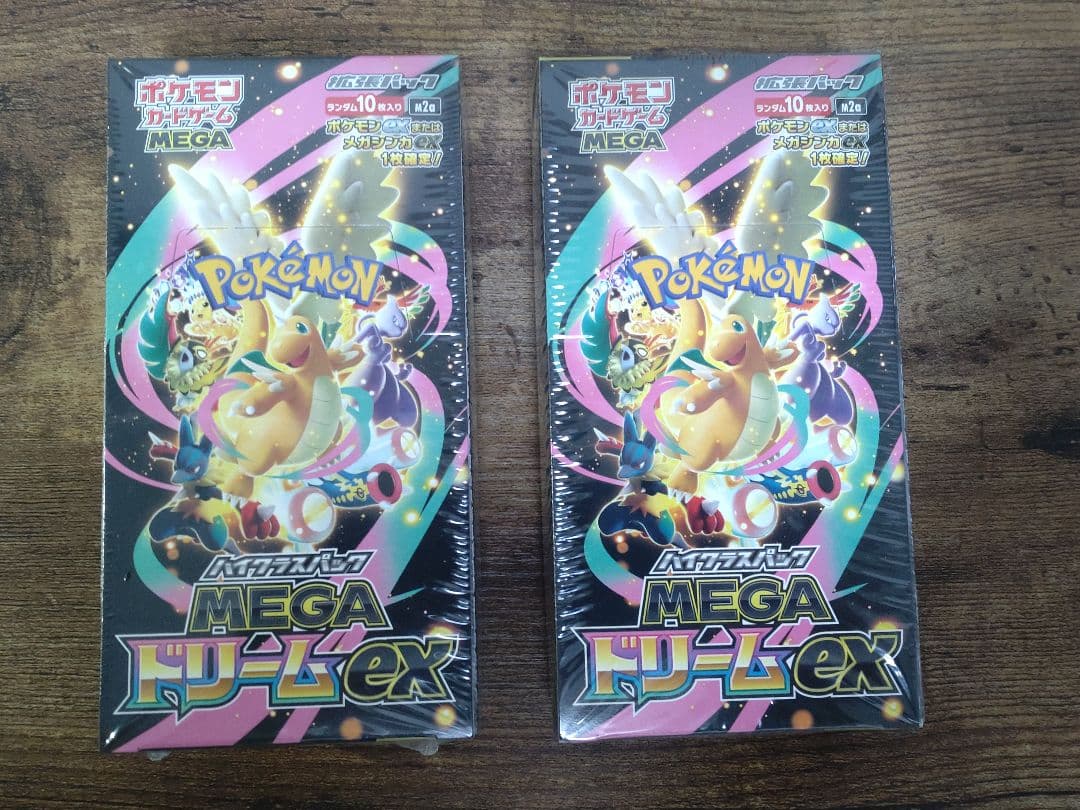 ポケモン
カードゲーム
MEGA
拡張パック
ランダム10枚入り
m2a
ポケモンexまたは
メガシンカex
1枚確定!
POKéMON
ハイクラスパック
MEGA
ドリームex
ポケモン
カードゲーム
MEGA
拡張パック
ランダム10枚入り
m2a
ポケモンexまたは
メガシンカex
1枚確定!
POKéMON
ハイクラスパック
MEGA
ドリームex